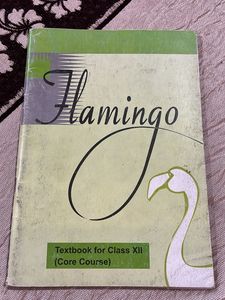 Flamingo
Textbook for Class XII
(Core Course)